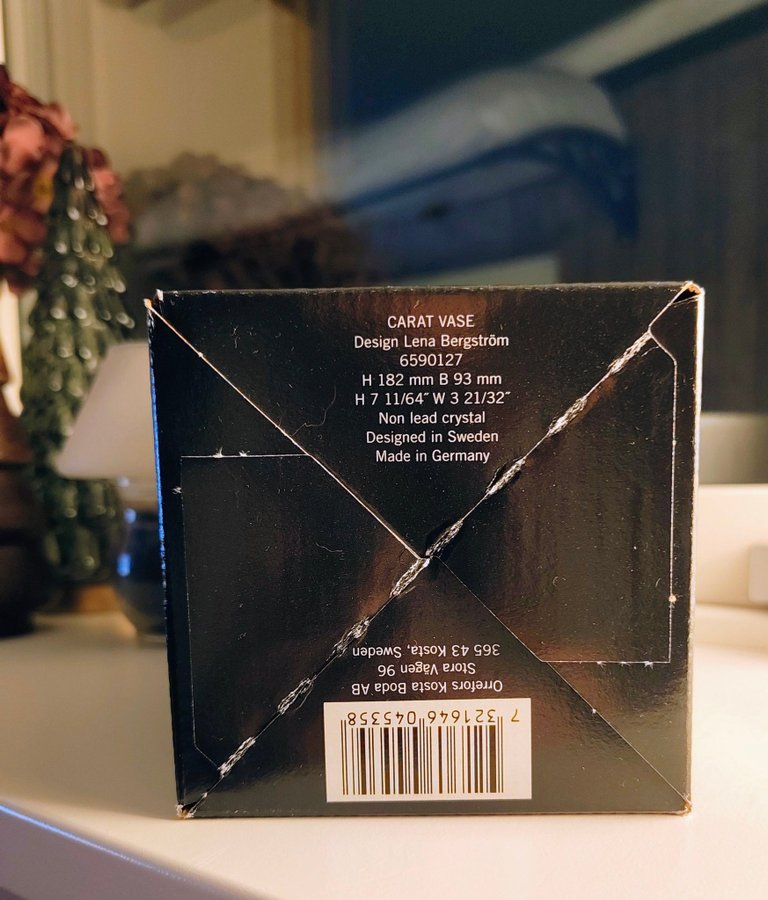 CARAT VASE
Design Lena Bergström
6590127
H 182 mm B 93 mm
H 7 11/64˝ W 3 21/32˝
Non lead crystal
Designed in Sweden
Made in Germany
Orrefors Kosta Boda AB
Stora Vägen 96
365 43 Kosta, Sweden
7 321646 045358